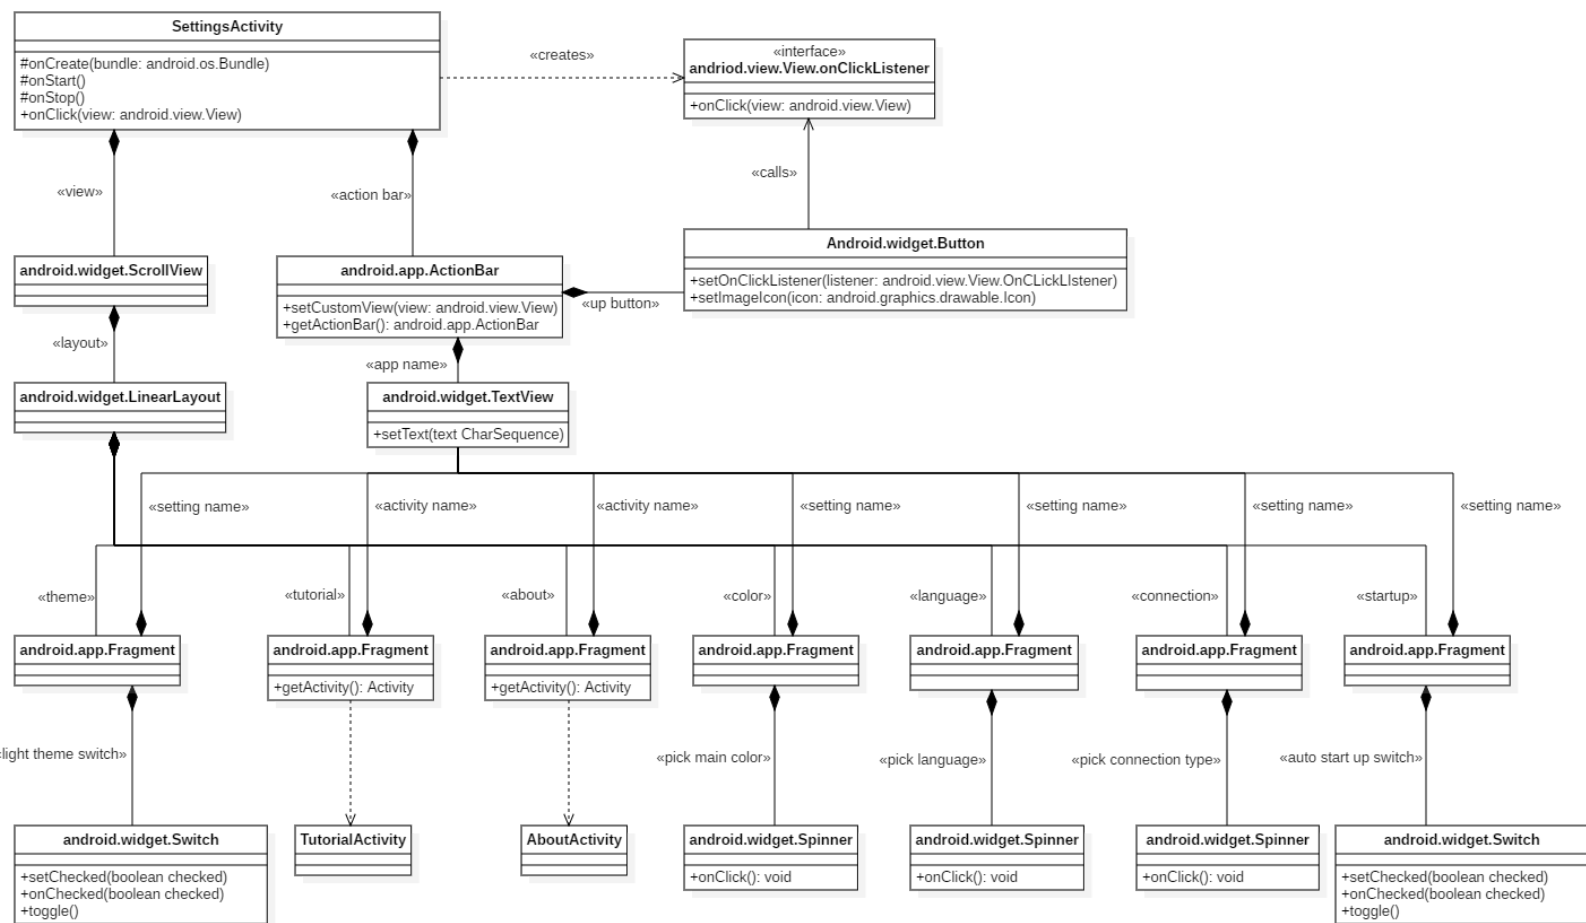 SettingsActivity
#onCreate(bundle: android.os.Bundle)
#onStart()
#onStop()
+onClick(view: android.view.View)
«creates»
«interface»
andriod.view.View.onClickListener
+onClick(view: android.view.View)
«view»
«action bar»
«calls»
android.widget.ScrollView
android.app.ActionBar
+setCustomView(view: android.view.View)
+getActionBar(): android.app.ActionBar
«up button»
Android.widget.Button
+setOnClickListener(listener: android.view.View.OnCLickLIstener)
+setImageIcon(icon: android.graphics.drawable.Icon)
«layout»
«app name»
android.widget.LinearLayout
android.widget.TextView
+setText(text CharSequence)
«setting name»
«activity name»
«activity name»
«setting name»
«setting name»
«setting name»
«setting name»
«theme»
«tutorial»
«about»
«color»
«language»
«connection»
«startup»
android.app.Fragment
android.app.Fragment
+getActivity(): Activity
android.app.Fragment
+getActivity(): Activity
android.app.Fragment
android.app.Fragment
android.app.Fragment
android.app.Fragment
«light theme switch»
«pick main color»
«pick language»
«pick connection type»
«auto start up switch»
android.widget.Switch
+setChecked(boolean checked)
+onChecked(boolean checked)
+toggle()
TutorialActivity
AboutActivity
android.widget.Spinner
+onClick(): void
android.widget.Spinner
+onClick(): void
android.widget.Spinner
+onClick(): void
android.widget.Switch
+setChecked(boolean checked)
+onChecked(boolean checked)
+toggle()